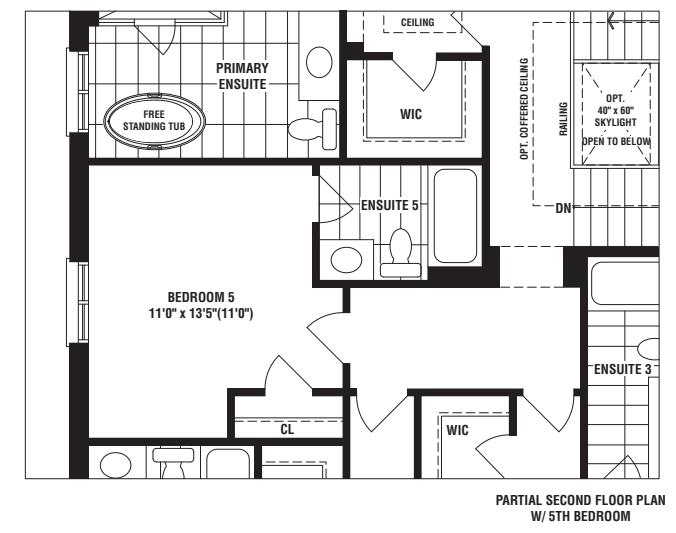 CEILING
PRIMARY
ENSUITE
WIC
FREE
STANDING TUB
OPT. COFFERED CEILING
RAILING
OPT.
40" x 60"
SKYLIGHT
OPEN TO BELOW
ENSUITE 5
DN
BEDROOM 5
11'0" x 13'5"(11'0")
ENSUITE 3
CL
WIC
PARTIAL SECOND FLOOR PLAN
W/ 5TH BEDROOM